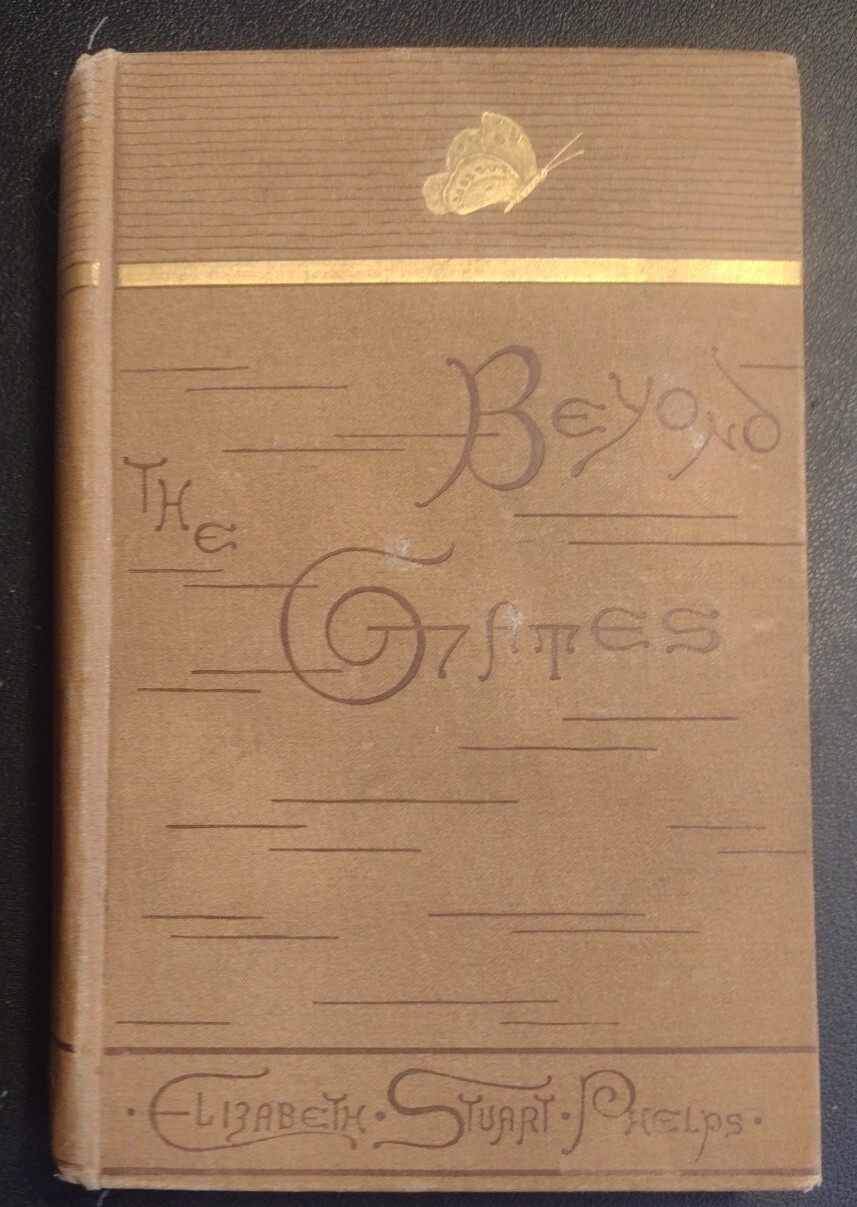 BEYOND
THE
GATES
· ELIZABETH · STUART · PHELPS ·